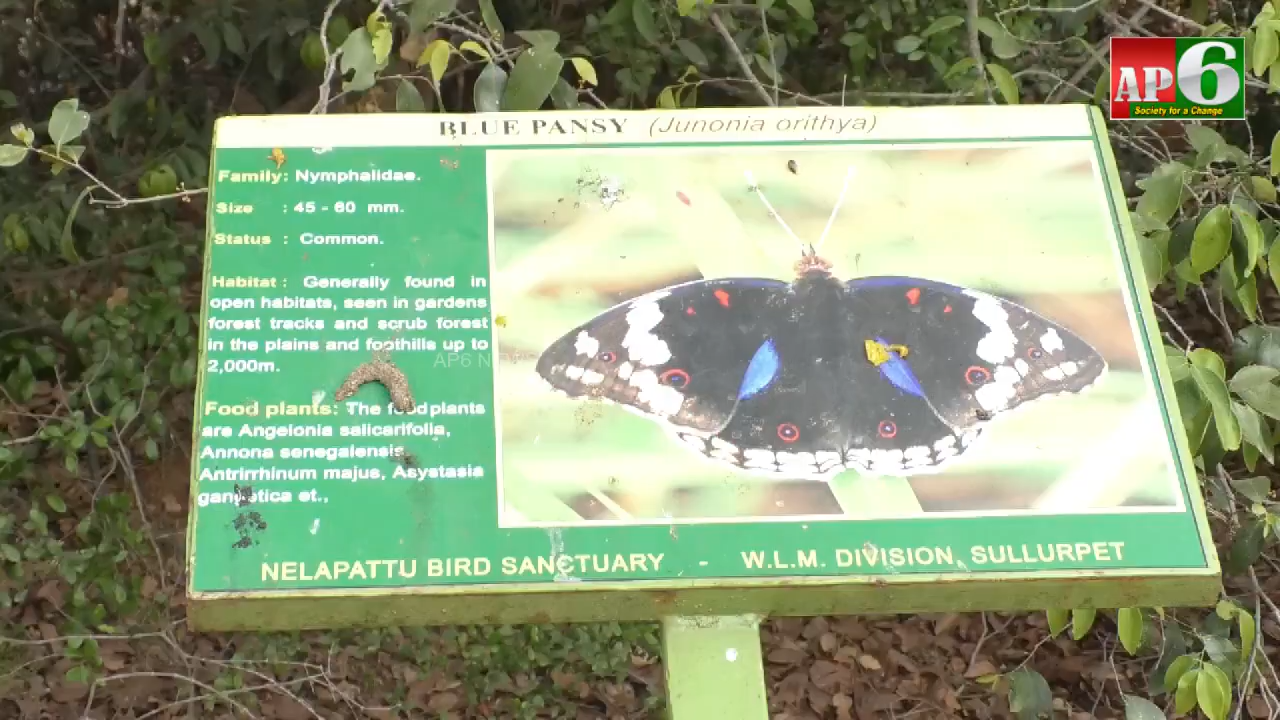 AP6
Society for a Change
BLUE PANSY (Junonia orithya)
Family: Nymphalidae.
Size : 45 - 60 mm.
Status : Common.
Habitat : Generally found in
open habitats, seen in gardens
forest tracks and scrub forest
in the plains and foothills up to
2,000m.
Food plants: The foodplants
are Angelonia salicarifolia,
Annona senegalensis,
Antrirrhinum majus, Asystasia
gangetica et.,
NELAPATTU BIRD SANCTUARY - W.L.M. DIVISION, SULLURPET